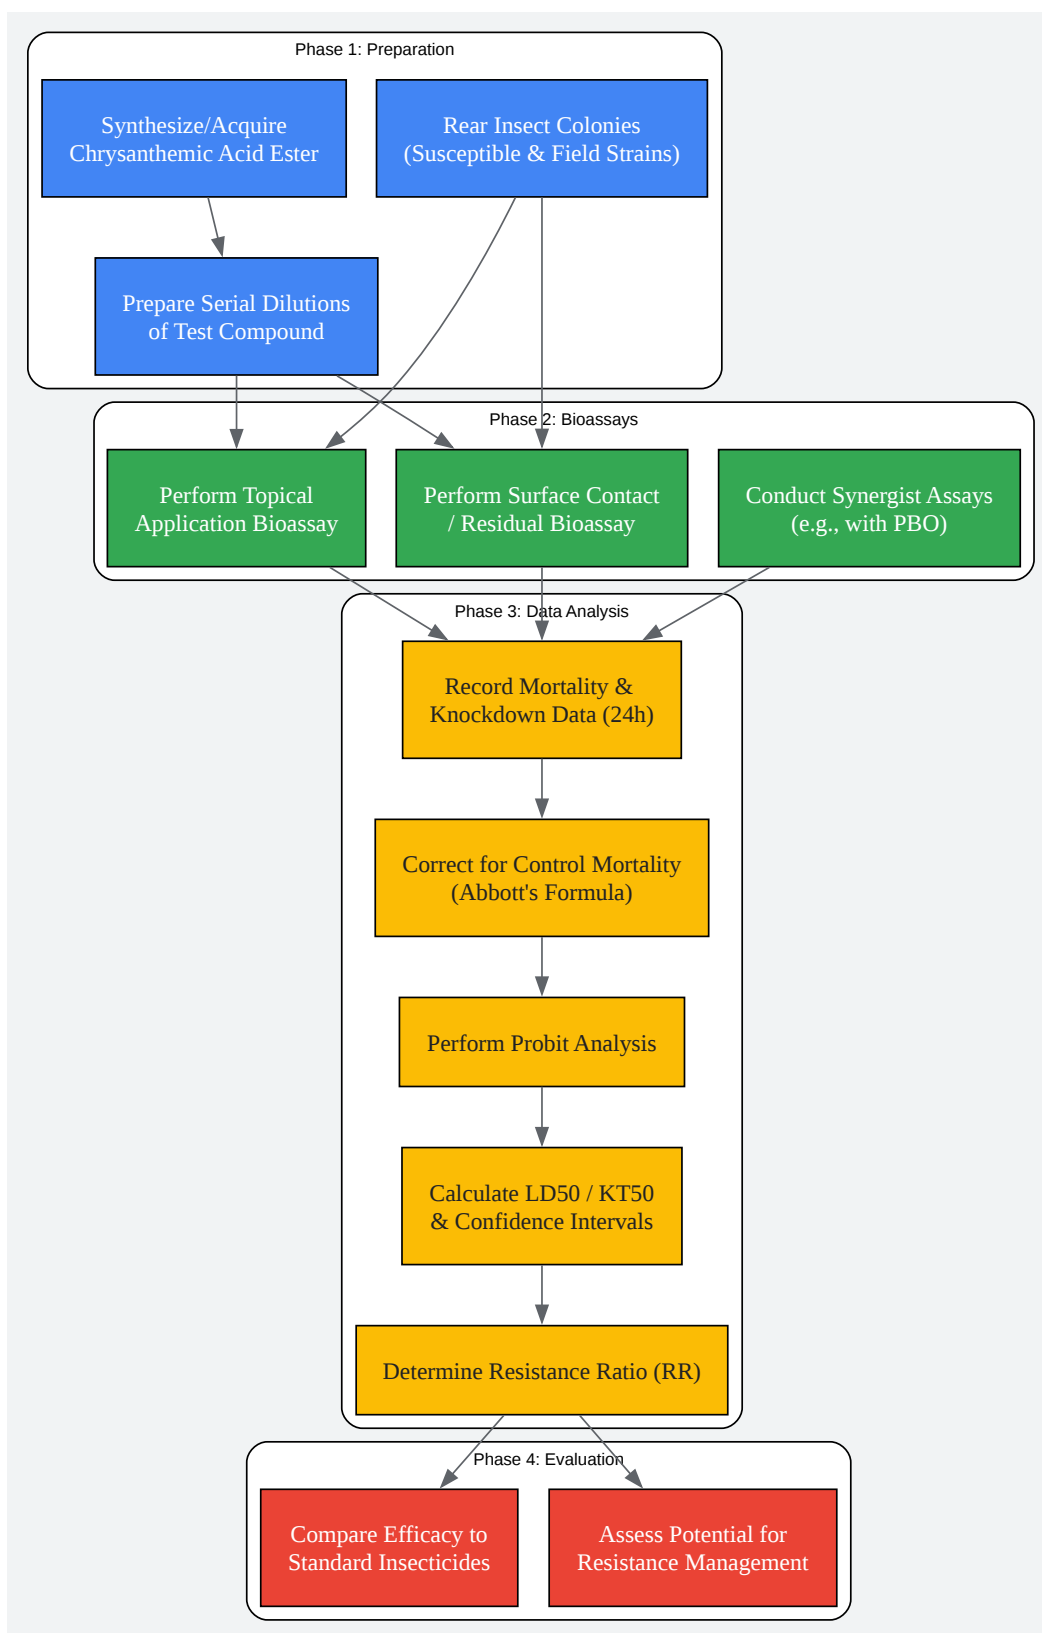 Phase 1: Preparation
Synthesize/Acquire
Chrysanthemic Acid Ester
Rear Insect Colonies
(Susceptible & Field Strains)
Prepare Serial Dilutions
of Test Compound
Phase 2: Bioassays
Perform Topical
Application Bioassay
Perform Surface Contact
/ Residual Bioassay
Conduct Synergist Assays
(e.g., with PBO)
Phase 3: Data Analysis
Record Mortality &
Knockdown Data (24h)
Correct for Control Mortality
(Abbott's Formula)
Perform Probit Analysis
Calculate LD50 / KT50
& Confidence Intervals
Determine Resistance Ratio (RR)
Phase 4: Evaluation
Compare Efficacy to
Standard Insecticides
Assess Potential for
Resistance Management